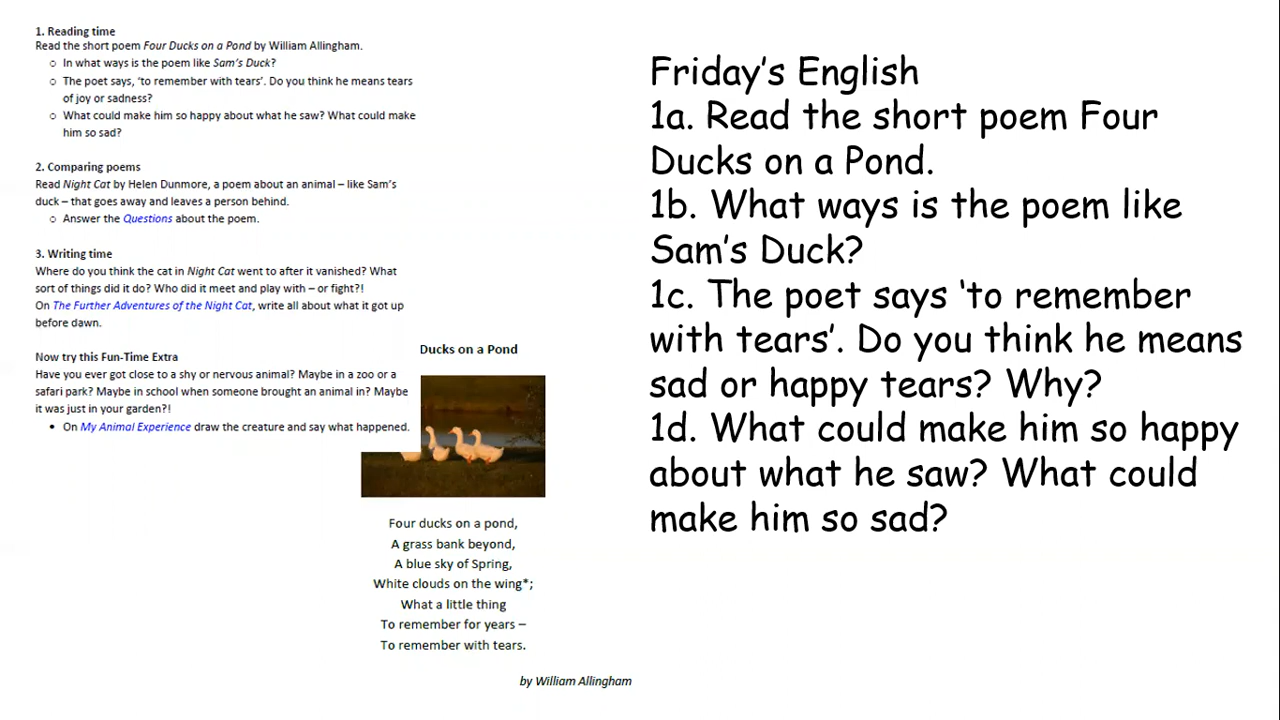 1. Reading time
Read the short poem Four Ducks on a Pond by William Allingham.
o In what ways is the poem like Sam's Duck?
o The poet says, 'to remember with tears'. Do you think he means tears
of joy or sadness?
o What could make him so happy about what he saw? What could make
him so sad?
2. Comparing poems
Read Night Cat by Helen Dunmore, a poem about an animal – like Sam's
duck – that goes away and leaves a person behind.
o Answer the Questions about the poem.
3. Writing time
Where do you think the cat in Night Cat went to after it vanished? What
sort of things did it do? Who did it meet and play with – or fight?!
On The Further Adventures of the Night Cat, write all about what it got up
before dawn.
Now try this Fun-Time Extra
Have you ever got close to a shy or nervous animal? Maybe in a zoo or a
safari park? Maybe in school when someone brought an animal in? Maybe
it was just in your garden?!
• On My Animal Experience draw the creature and say what happened.
Ducks on a Pond
Four ducks on a pond,
A grass bank beyond,
A blue sky of Spring,
White clouds on the wing*;
What a little thing
To remember for years –
To remember with tears.
by William Allingham
Friday's English
1a. Read the short poem Four
Ducks on a Pond.
1b. What ways is the poem like
Sam's Duck?
1c. The poet says 'to remember
with tears'. Do you think he means
sad or happy tears? Why?
1d. What could make him so happy
about what he saw? What could
make him so sad?